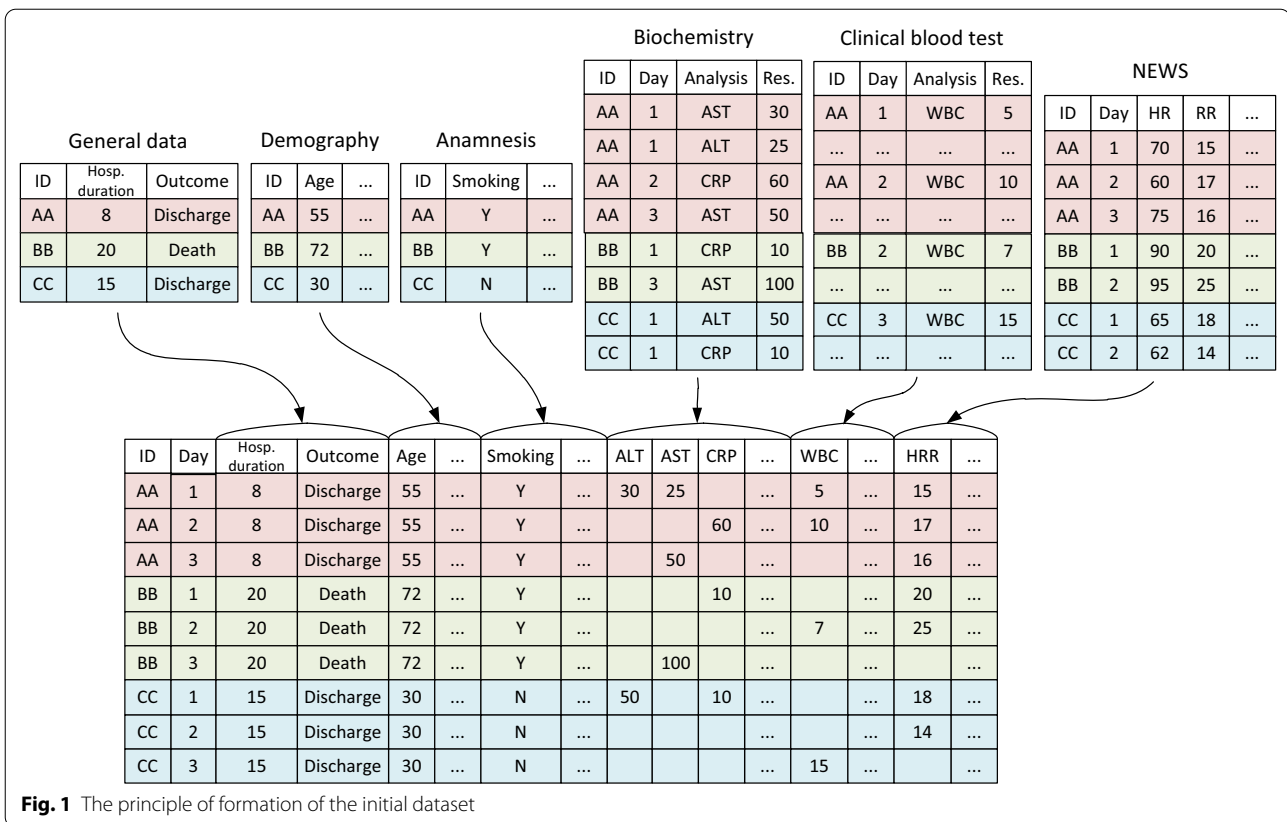 General data
ID Hosp. duration Outcome
AA 8 Discharge
BB 20 Death
CC 15 Discharge
Demography
ID Age ...
AA 55 ...
BB 72 ...
CC 30 ...
Anamnesis
ID Smoking ...
AA Y ...
BB Y ...
CC N ...
Biochemistry
ID Day Analysis Res.
AA 1 AST 30
AA 1 ALT 25
AA 2 CRP 60
AA 3 AST 50
BB 1 CRP 10
BB 3 AST 100
CC 1 ALT 50
CC 1 CRP 10
Clinical blood test
ID Day Analysis Res.
AA 1 WBC 5
... ... ... ...
AA 2 WBC 10
... ... ... ...
BB 2 WBC 7
... ... ... ...
CC 3 WBC 15
... ... ... ...
NEWS
ID Day HR RR ...
AA 1 70 15 ...
AA 2 60 17 ...
AA 3 75 16 ...
BB 1 90 20 ...
BB 2 95 25 ...
CC 1 65 18 ...
CC 2 62 14 ...
ID Day Hosp. duration Outcome Age ... Smoking ... ALT AST CRP ... WBC ... HRR ...
AA 1 8 Discharge 55 ... Y ... 30 25 ... 5 ... 15 ...
AA 2 8 Discharge 55 ... Y ... 60 ... 10 ... 17 ...
AA 3 8 Discharge 55 ... Y ... 50 ... ... 16 ...
BB 1 20 Death 72 ... Y ... 10 ... ... 20 ...
BB 2 20 Death 72 ... Y ... ... 7 ... 25 ...
BB 3 20 Death 72 ... Y ... 100 ... ... ...
CC 1 15 Discharge 30 ... N ... 50 10 ... ... 18 ...
CC 2 15 Discharge 30 ... N ... ... ... 14 ...
CC 3 15 Discharge 30 ... N ... ... 15 ... ...
Fig. 1 The principle of formation of the initial dataset